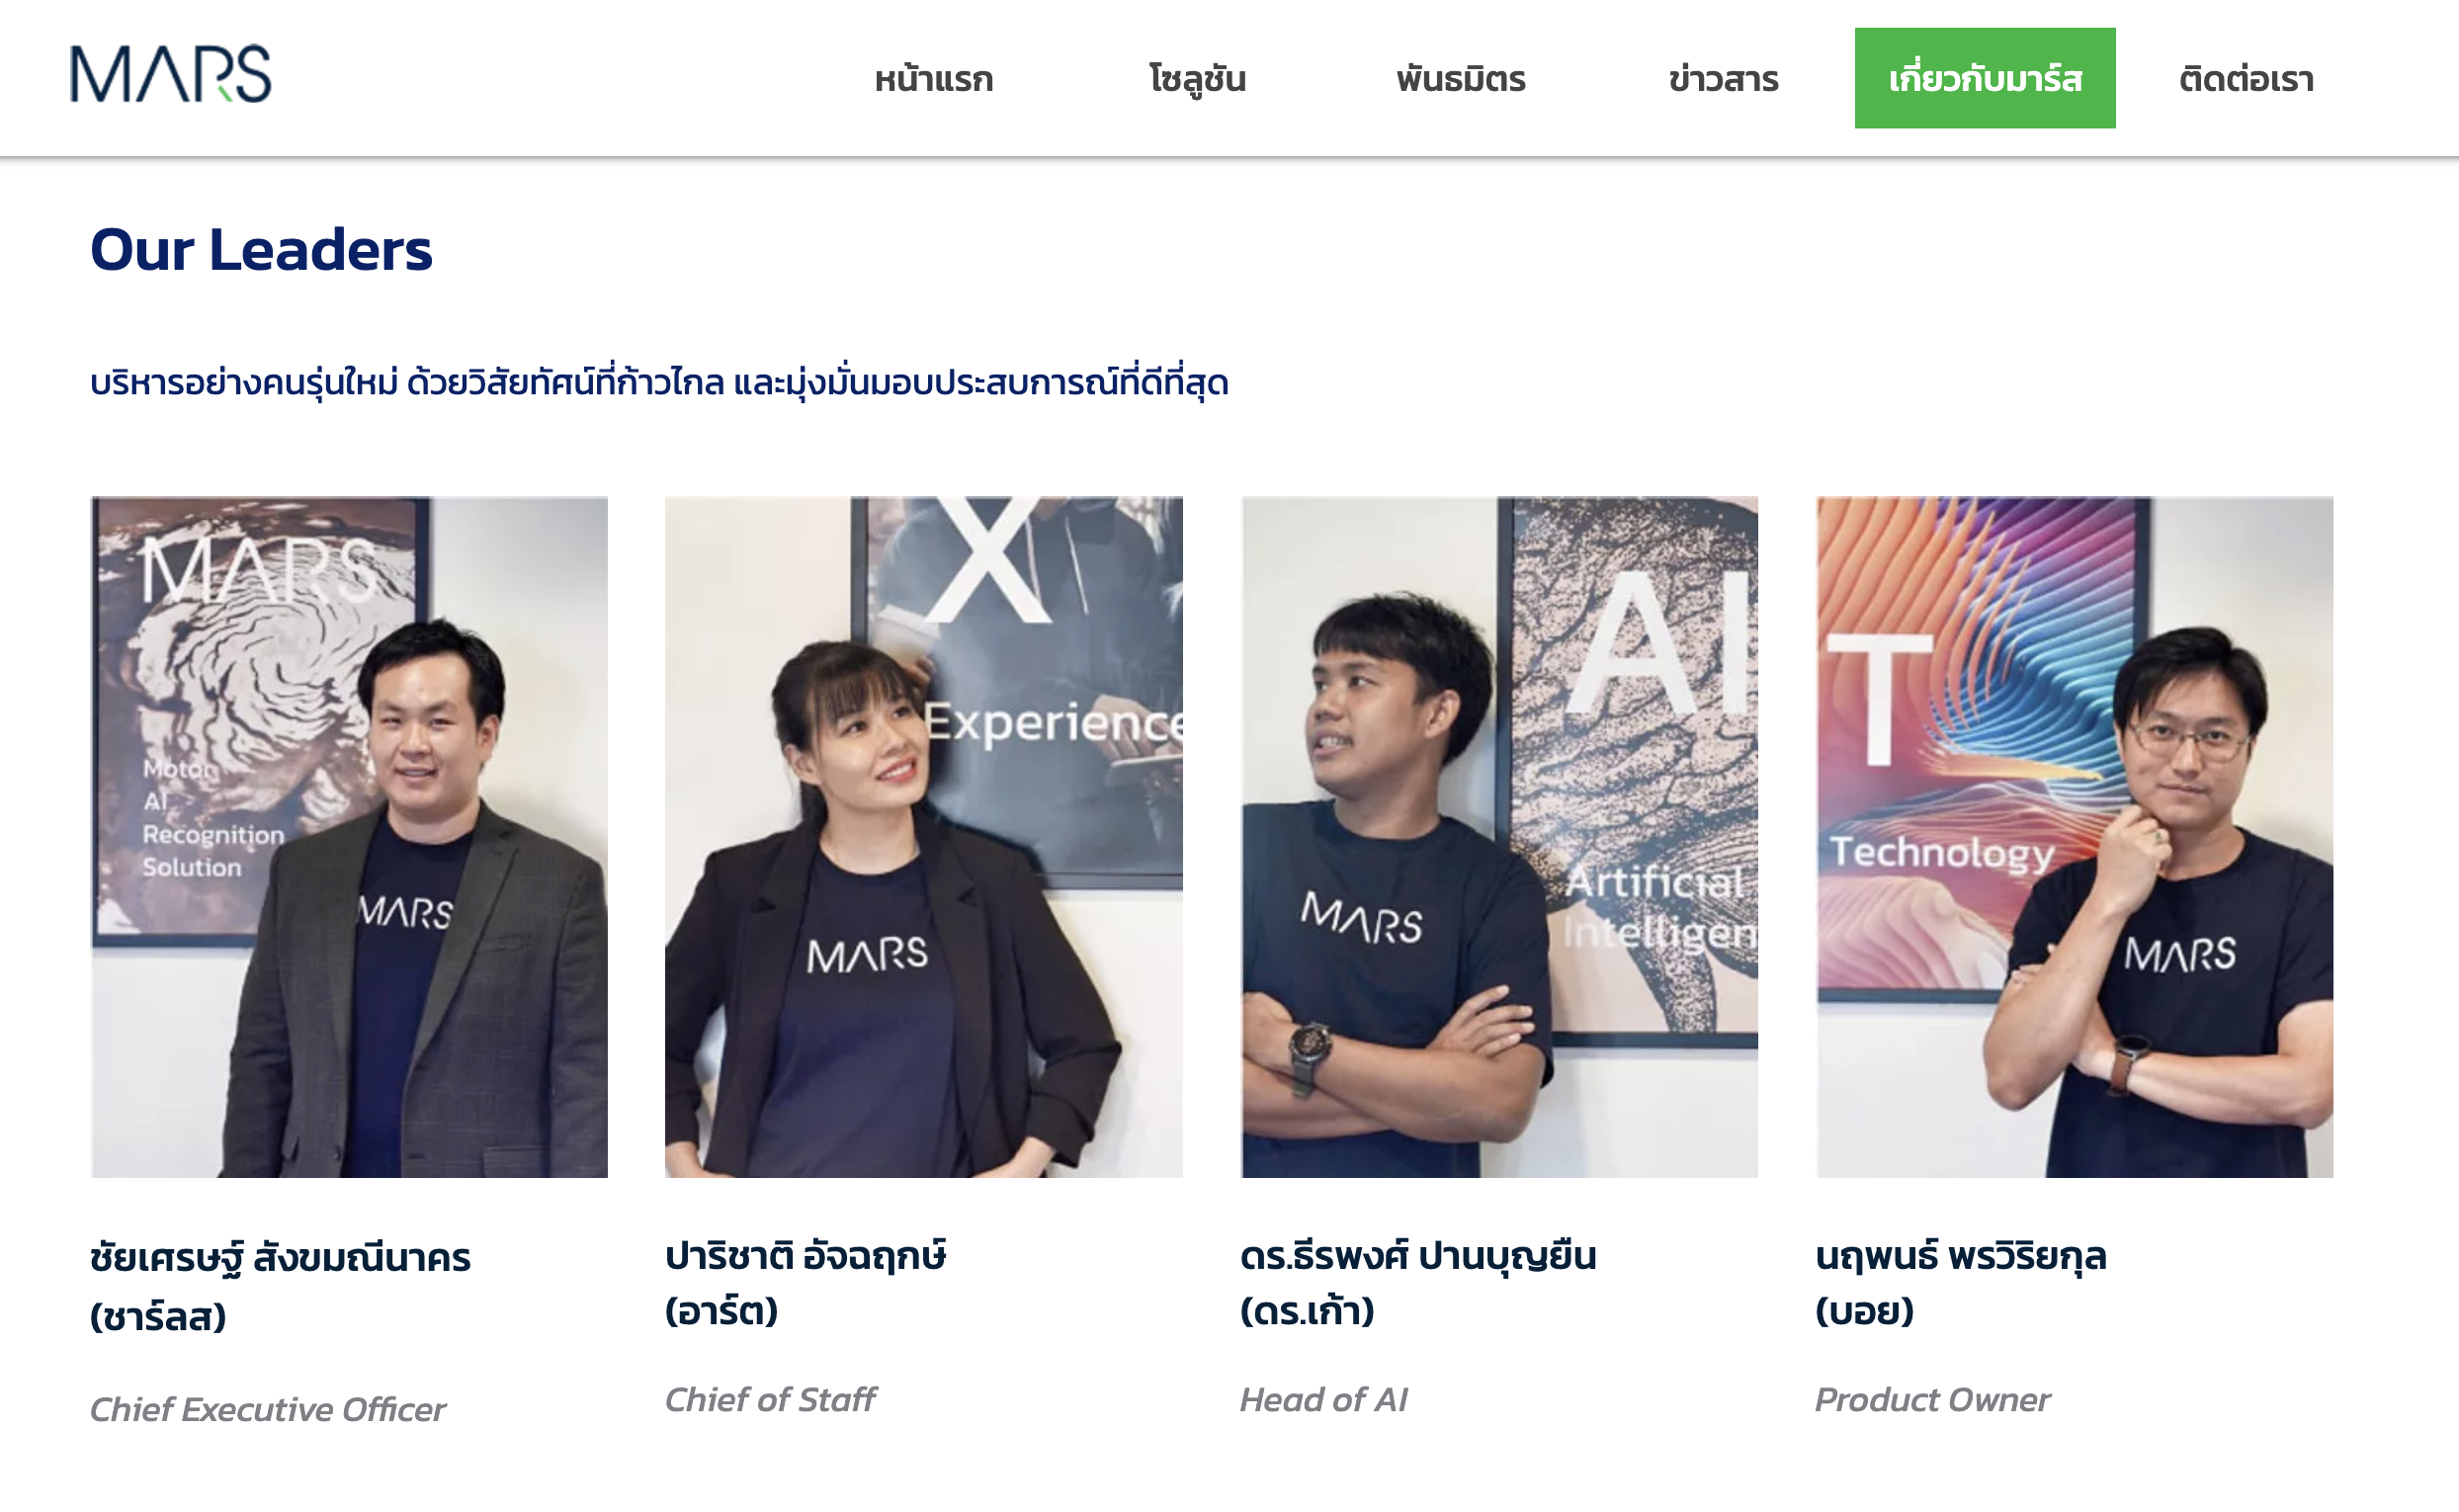 MARS
หน้าแรก
โซลูชัน
พันธมิตร
ข่าวสาร
เกี่ยวกับมาร์ส
ติดต่อเรา
Our Leaders
บริหารอย่างคนรุ่นใหม่ ด้วยวิสัยทัศน์ที่ก้าวไกล และมุ่งมั่นมอบประสบการณ์ที่ดีที่สุด
MARS
Motor
AI
Recognition
Solution
MARS
X
Experience
MARS
AI
Artificial
Intelligen
MARS
T
Technology
MARS
ชัยเศรษฐ์ สังขมณีนาคร
(ชาร์ลส)
Chief Executive Officer
ปาริชาติ อัจฉฤกษ์
(อาร์ต)
Chief of Staff
ดร.ธีรพงศ์ ปานบุญยืน
(ดร.เก้า)
Head of AI
นฤพนธ์ พรวิริยกุล
(บอย)
Product Owner